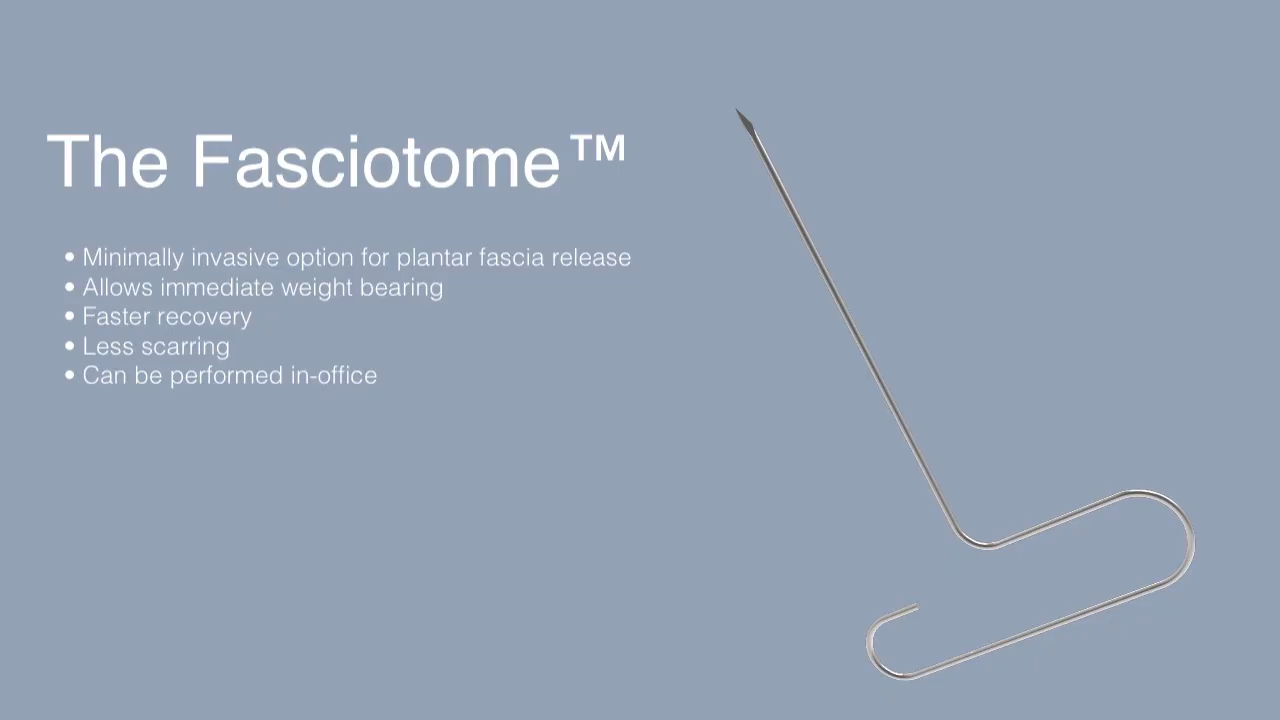 The Fasciotome™
• Minimally invasive option for plantar fascia release
• Allows immediate weight bearing
• Faster recovery
• Less scarring
• Can be performed in-office